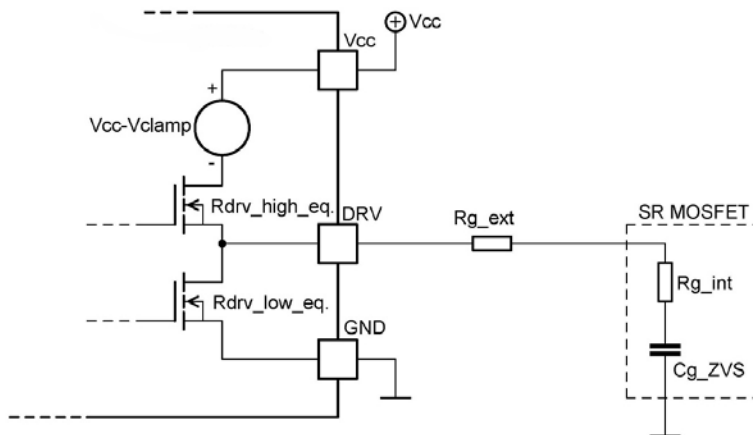 Vcc
Vcc
+
Vcc-Vclamp
-
Rdrv_high_eq.
DRV
Rg_ext
SR MOSFET
Rg_int
Rdrv_low_eq.
GND
Cg_ZVS